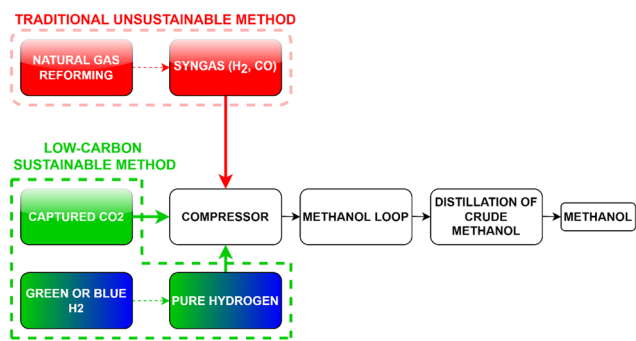 TRADITIONAL UNSUSTAINABLE METHOD
NATURAL GAS
REFORMING
SYNGAS (H₂, CO)
LOW-CARBON
SUSTAINABLE METHOD
CAPTURED CO2
COMPRESSOR
METHANOL LOOP
DISTILLATION OF
CRUDE
METHANOL
METHANOL
GREEN OR BLUE
H2
PURE HYDROGEN